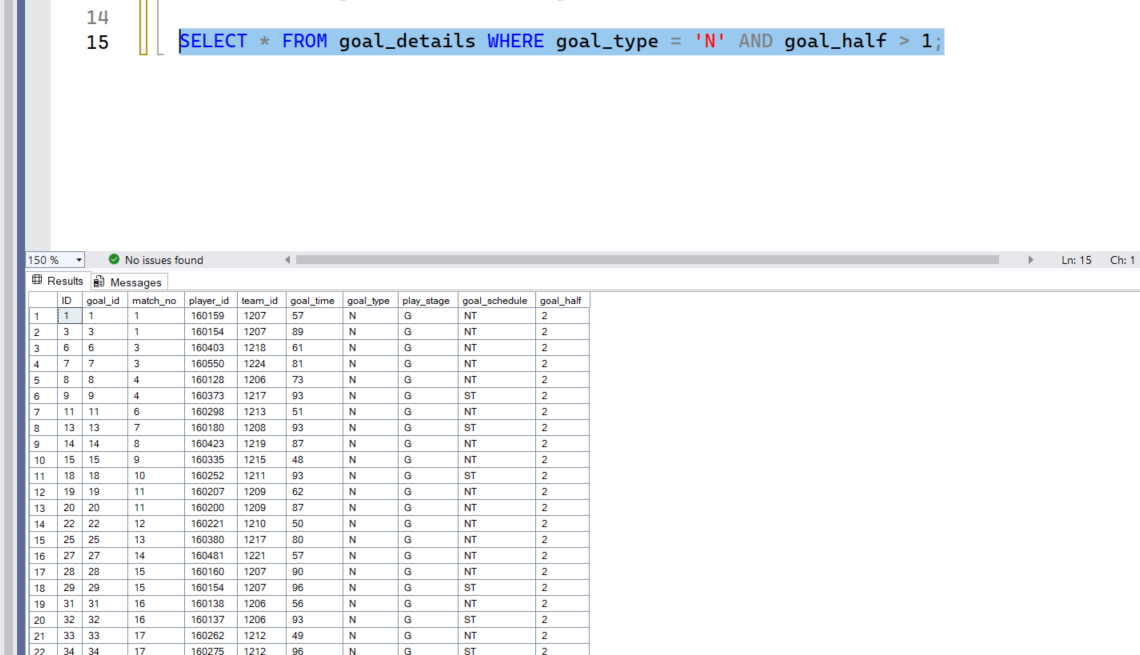 14
15 SELECT * FROM goal_details WHERE goal_type = 'N' AND goal_half > 1;
150 % No issues found Ln: 15 Ch: 1
Results Messages
ID goal_id match_no player_id team_id goal_time goal_type play_stage goal_schedule goal_half
1 1 1 1 160159 1207 57 N G NT 2
2 3 3 1 160154 1207 89 N G NT 2
3 6 6 3 160403 1218 61 N G NT 2
4 7 7 3 160550 1224 81 N G NT 2
5 8 8 4 160128 1206 73 N G NT 2
6 9 9 4 160373 1217 93 N G ST 2
7 11 11 6 160298 1213 51 N G NT 2
8 13 13 7 160180 1208 93 N G ST 2
9 14 14 8 160423 1219 87 N G NT 2
10 15 15 9 160335 1215 48 N G NT 2
11 18 18 10 160252 1211 93 N G ST 2
12 19 19 11 160207 1209 62 N G NT 2
13 20 20 11 160200 1209 87 N G NT 2
14 22 22 12 160221 1210 50 N G NT 2
15 25 25 13 160380 1217 80 N G NT 2
16 27 27 14 160481 1221 57 N G NT 2
17 28 28 15 160160 1207 90 N G NT 2
18 29 29 15 160154 1207 96 N G ST 2
19 31 31 16 160138 1206 56 N G NT 2
20 32 32 16 160137 1206 93 N G ST 2
21 33 33 17 160262 1212 49 N G NT 2
22 34 34 17 160275 1212 96 N G ST 2